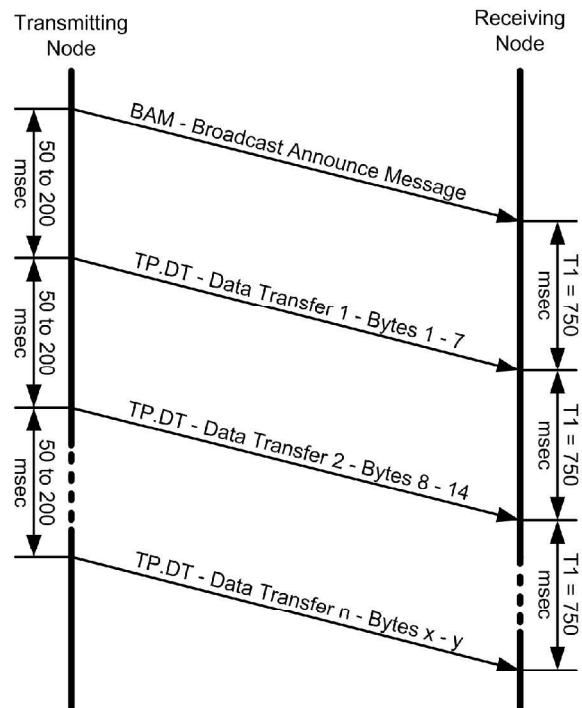 Transmitting
Node
Receiving
Node
BAM - Broadcast Announce Message
50 to 200
msec
T1 = 750
msec
TP.DT - Data Transfer 1 - Bytes 1 - 7
50 to 200
msec
T1 = 750
msec
TP.DT - Data Transfer 2 - Bytes 8 - 14
50 to 200
msec
T1 = 750
msec
TP.DT - Data Transfer n - Bytes x - y